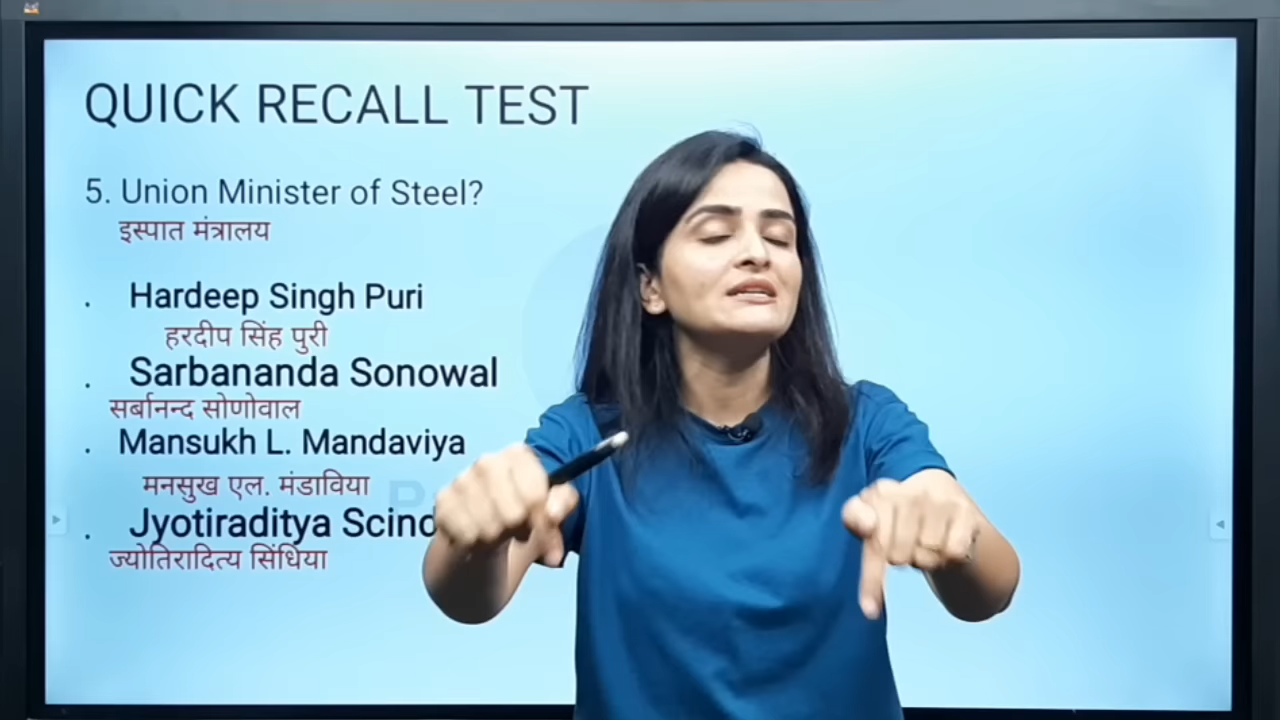 QUICK RECALL TEST
5. Union Minister of Steel?
इस्पात मंत्रालय
. Hardeep Singh Puri
हरदीप सिंह पुरी
. Sarbananda Sonowal
सर्बानन्द सोणोवाल
. Mansukh L. Mandaviya
मनसुख एल. मंडाविया
. Jyotiraditya Scind
ज्योतिरादित्य सिंधिया